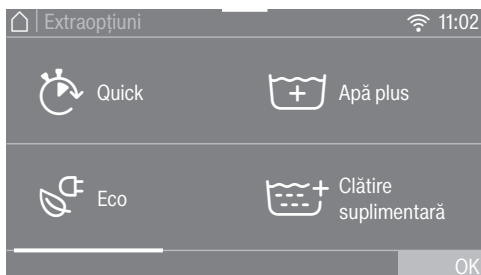 Extraopțiuni 11:02
Quick
Apă plus
Eco
Clătire
suplimentară
OK